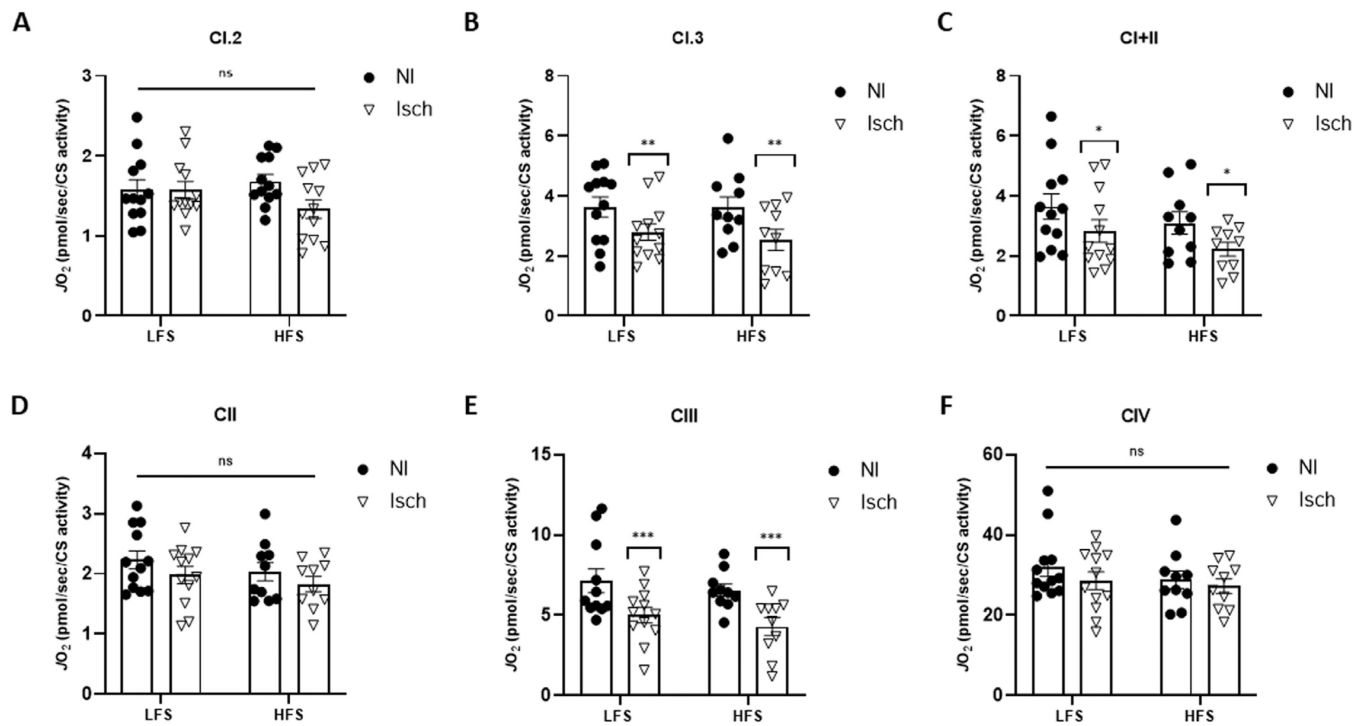 A
CI.2
JO₂ (pmol/sec/CS activity)
3
2
1
0
ns
NI
Isch
LFS
HFS
B
CI.3
JO₂ (pmol/sec/CS activity)
8
6
4
2
0
**
**
NI
Isch
LFS
HFS
C
CI+II
JO₂ (pmol/sec/CS activity)
8
6
4
2
0
*
*
NI
Isch
LFS
HFS
D
CII
JO₂ (pmol/sec/CS activity)
4
3
2
1
0
ns
NI
Isch
LFS
HFS
E
CIII
JO₂ (pmol/sec/CS activity)
15
10
5
0
***
***
NI
Isch
LFS
HFS
F
CIV
JO₂ (pmol/sec/CS activity)
60
40
20
0
ns
NI
Isch
LFS
HFS